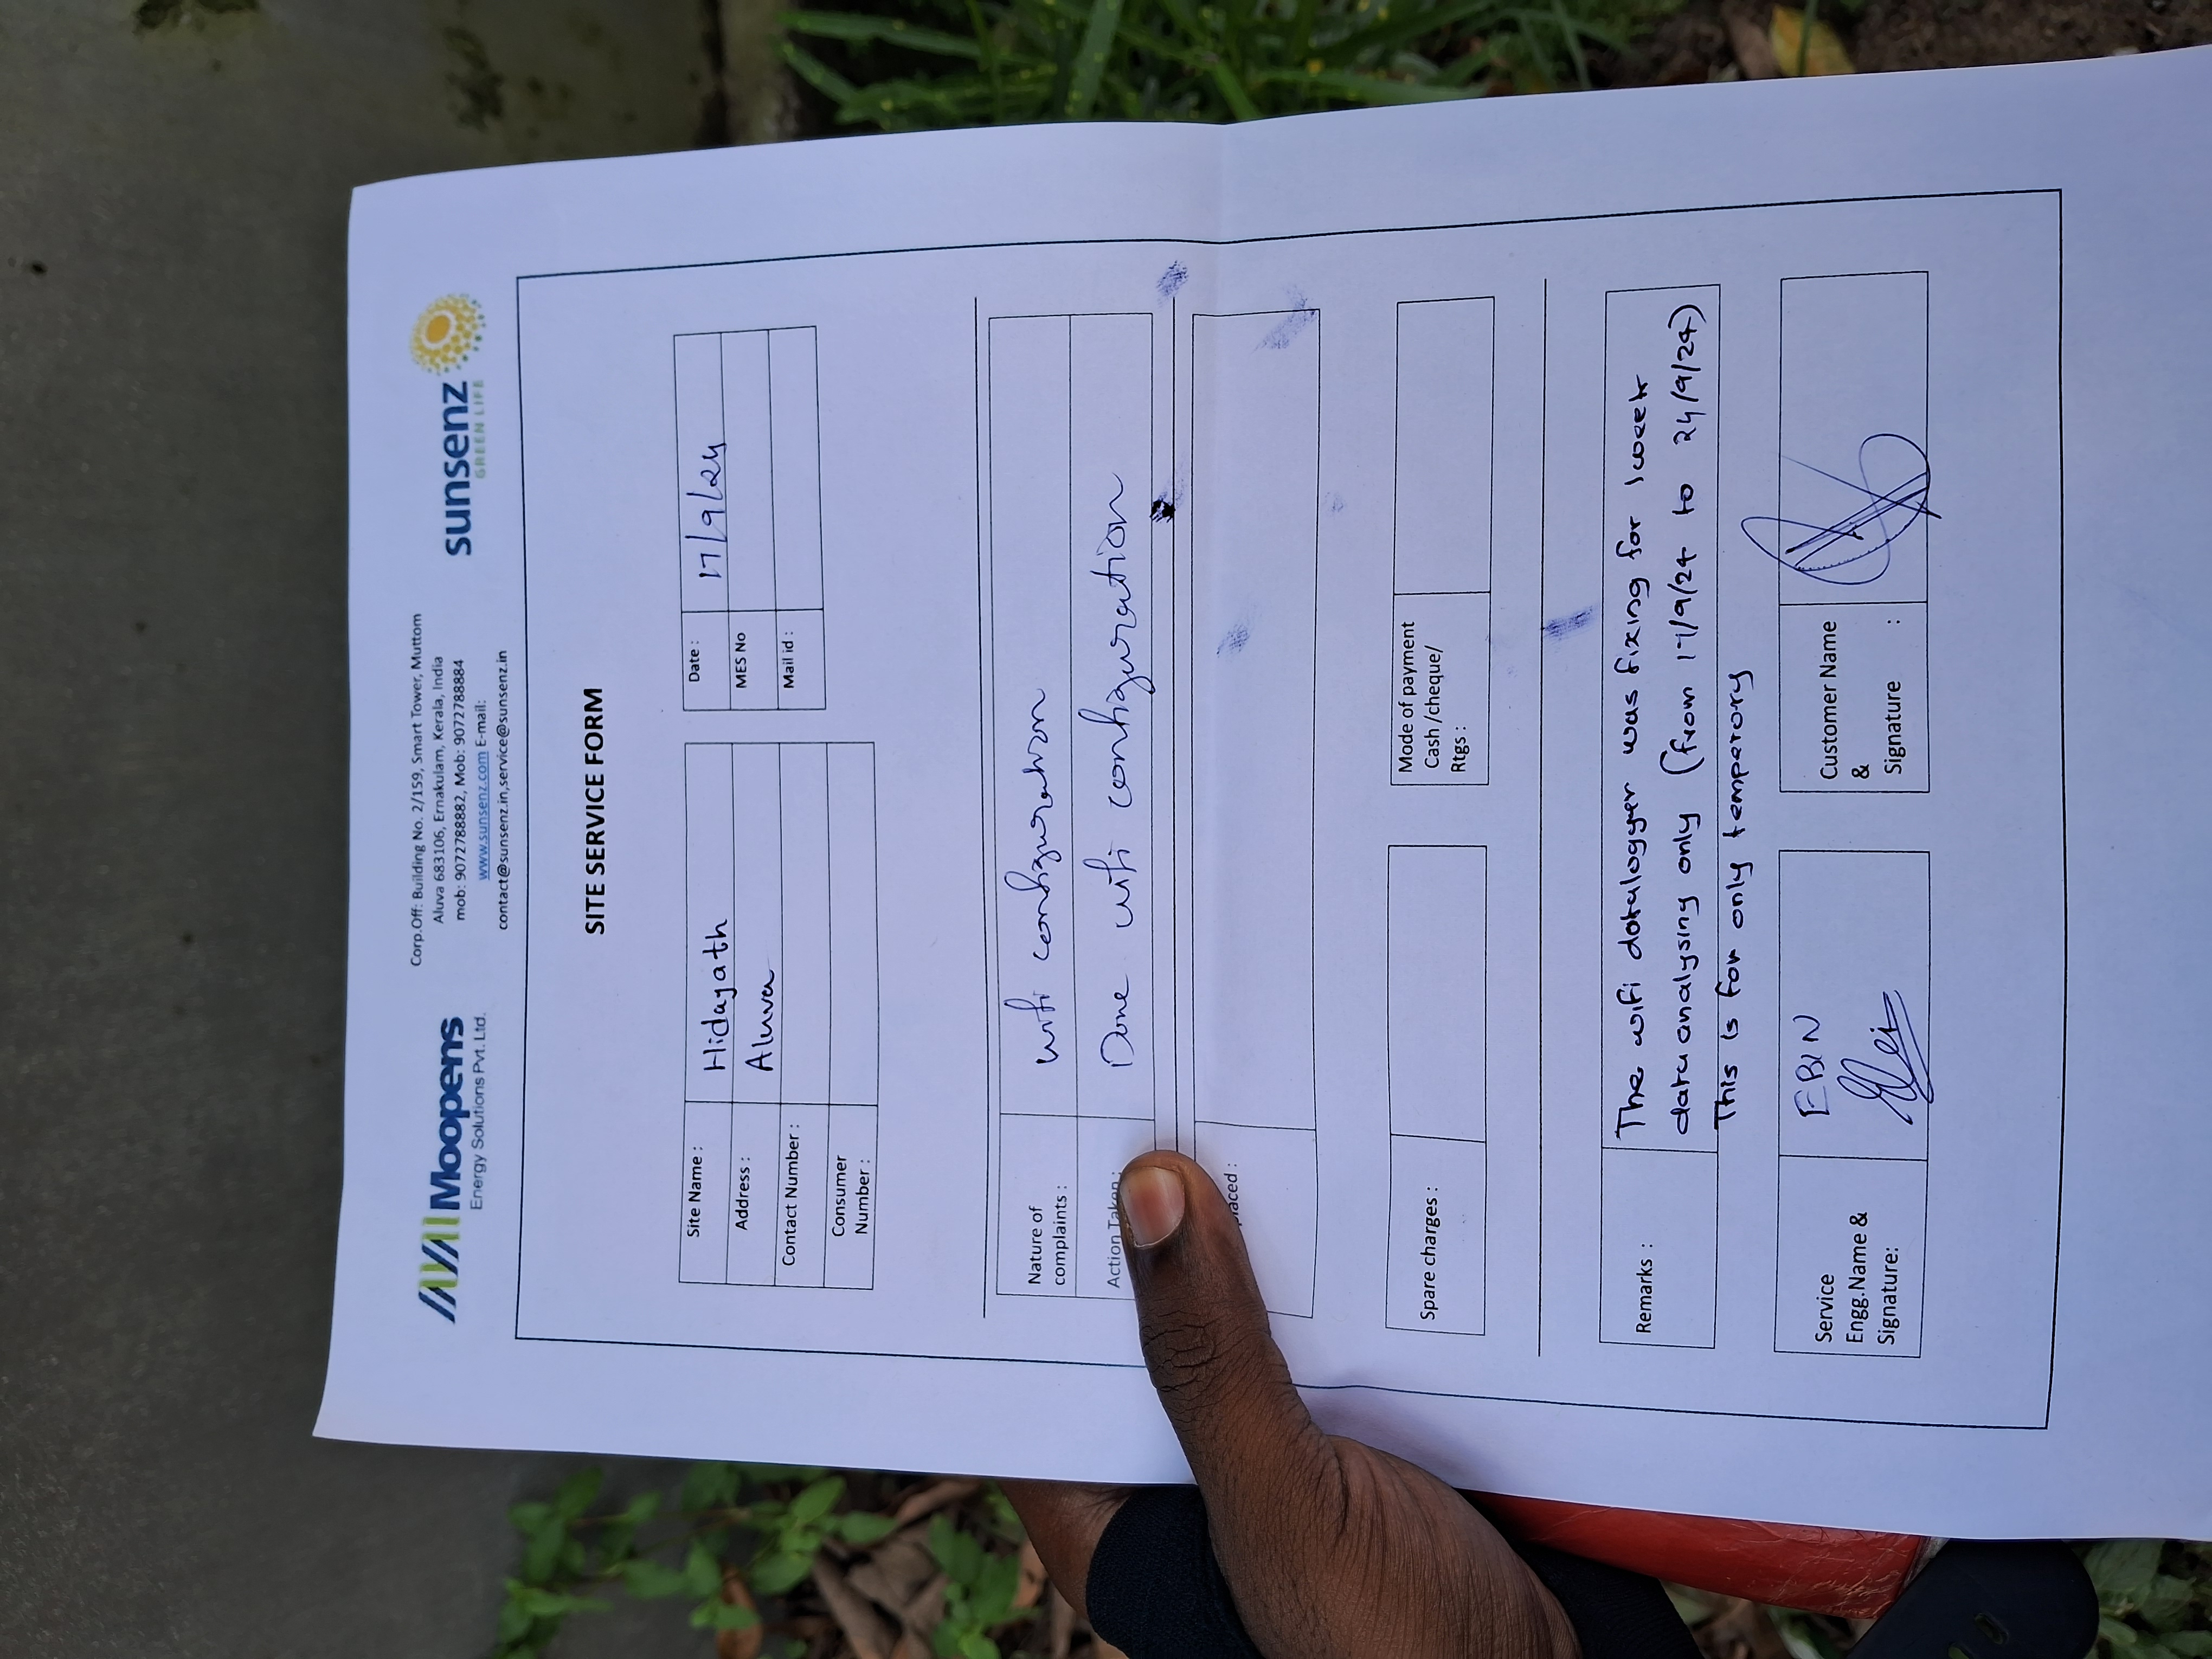 Moopens
Energy Solutions Pvt. Ltd.
Corp.Off: Building No. 2/159, Smart Tower, Muttom
Aluva 683106, Ernakulam, Kerala, India
mob: 9072788882, Mob: 9072788884
www.sunsenz.com E-mail:
contact@sunsenz.in,service@sunsenz.in
sunsenz
GREEN LIFE
SITE SERVICE FORM
Site Name : Hidayath
Address : Aluva
Contact Number :
Consumer
Number :
Date : 17/9/24
MES No
Mail id :
Nature of
complaints : wifi configuration
Action Taken : Done wifi configuration
placed :
Spare charges :
Mode of payment
Cash /cheque/
Rtgs :
Remarks : The wifi datalogger was fixing for 1 week
data analysing only (from 17/9/24 to 24/9/24)
This is for only temperory
Service
Engg.Name &
Signature:
EBIN
Customer Name
&
Signature :